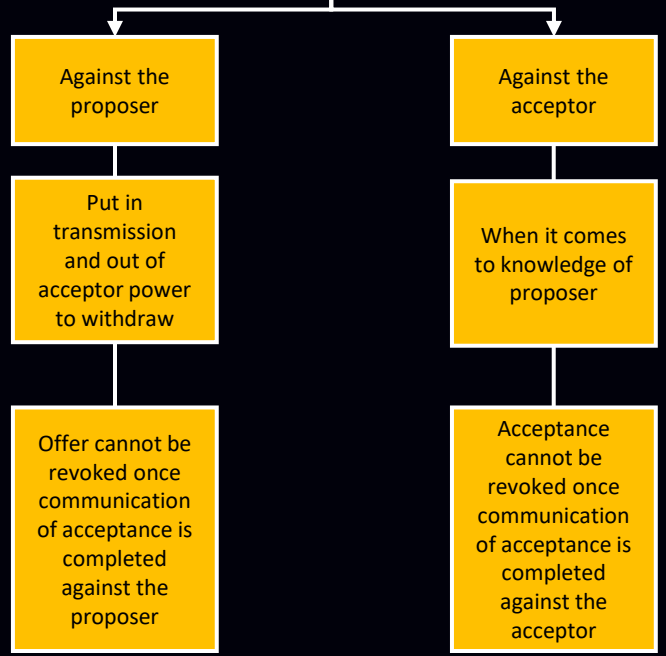 Against the
proposer
Against the
acceptor
Put in
transmission
and out of
acceptor power
to withdraw
When it comes
to knowledge of
proposer
Offer cannot be
revoked once
communication
of acceptance is
completed
against the
proposer
Acceptance
cannot be
revoked once
communication
of acceptance is
completed
against the
acceptor